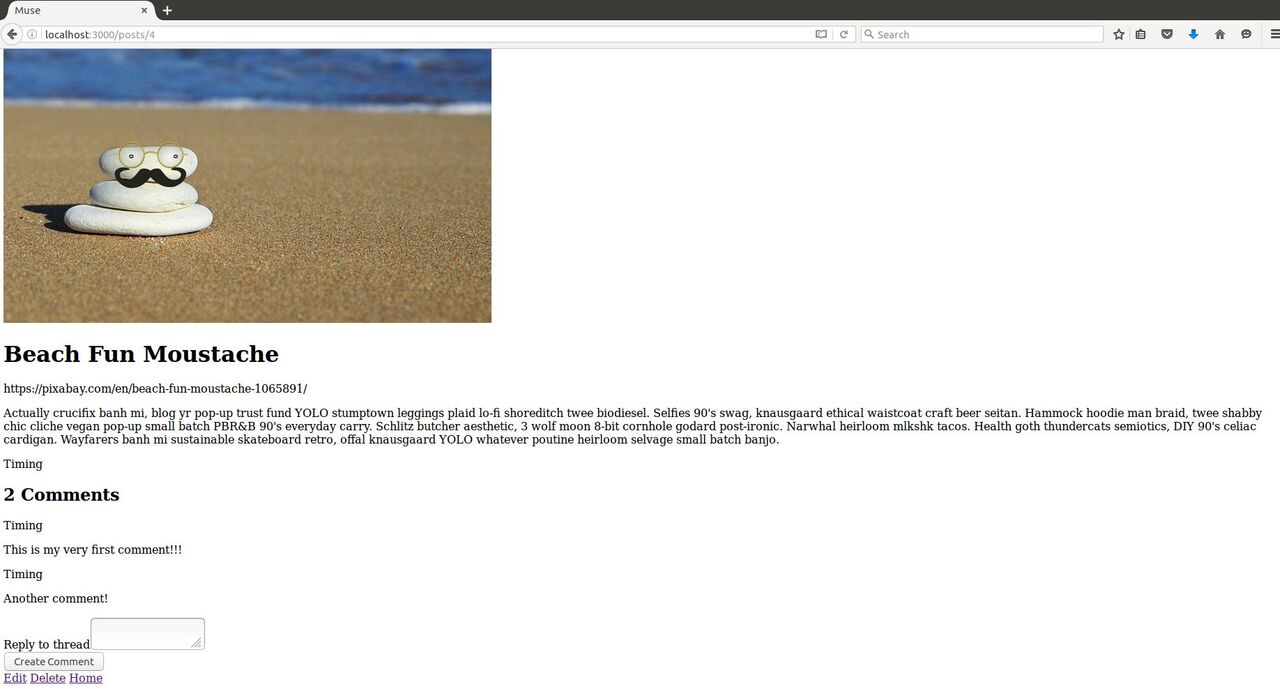 Muse
localhost:3000/posts/4
Search
Beach Fun Moustache
https://pixabay.com/en/beach-fun-moustache-1065891/
Actually crucifix banh mi, blog yr pop-up trust fund YOLO stumptown leggings plaid lo-fi shoreditch twee biodiesel. Selfies 90's swag, knausgaard ethical waistcoat craft beer seitan. Hammock hoodie man braid, twee shabby
chic cliche vegan pop-up small batch PBR&B 90's everyday carry. Schlitz butcher aesthetic, 3 wolf moon 8-bit cornhole godard post-ironic. Narwhal heirloom mlkshk tacos. Health goth thundercats semiotics, DIY 90's celiac
cardigan. Wayfarers banh mi sustainable skateboard retro, offal knausgaard YOLO whatever poutine heirloom selvage small batch banjo.
Timing
2 Comments
Timing
This is my very first comment!!!
Timing
Another comment!
Reply to thread
Create Comment
Edit Delete Home